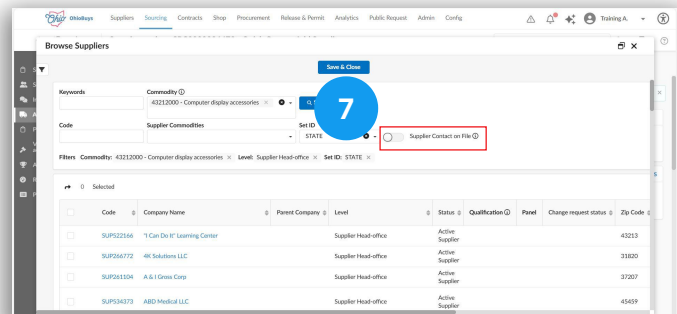 Ohio OhioBuys Suppliers Sourcing Contracts Shop Procurement Release & Permit Analytics Public Request Admin Config Training A.
Browse Suppliers
Save & Close
Keywords Commodity
43212000 - Computer display accessories
7
Code Supplier Commodities Set ID
STATE Supplier Contact on File
Filters Commodity: 43212000 - Computer display accessories × Level: Supplier Head-office × Set ID: STATE ×
0 Selected
Code Company Name Parent Company Level Status Qualification Panel Change request status Zip Code
SUP522166 "I Can Do It" Learning Center Supplier Head-office Active Supplier 43213
SUP266772 4K Solutions LLC Supplier Head-office Active Supplier 31820
SUP261104 A & I Gross Corp Supplier Head-office Active Supplier 37207
SUP534373 ABD Medical LLC Supplier Head-office Active Supplier 45459